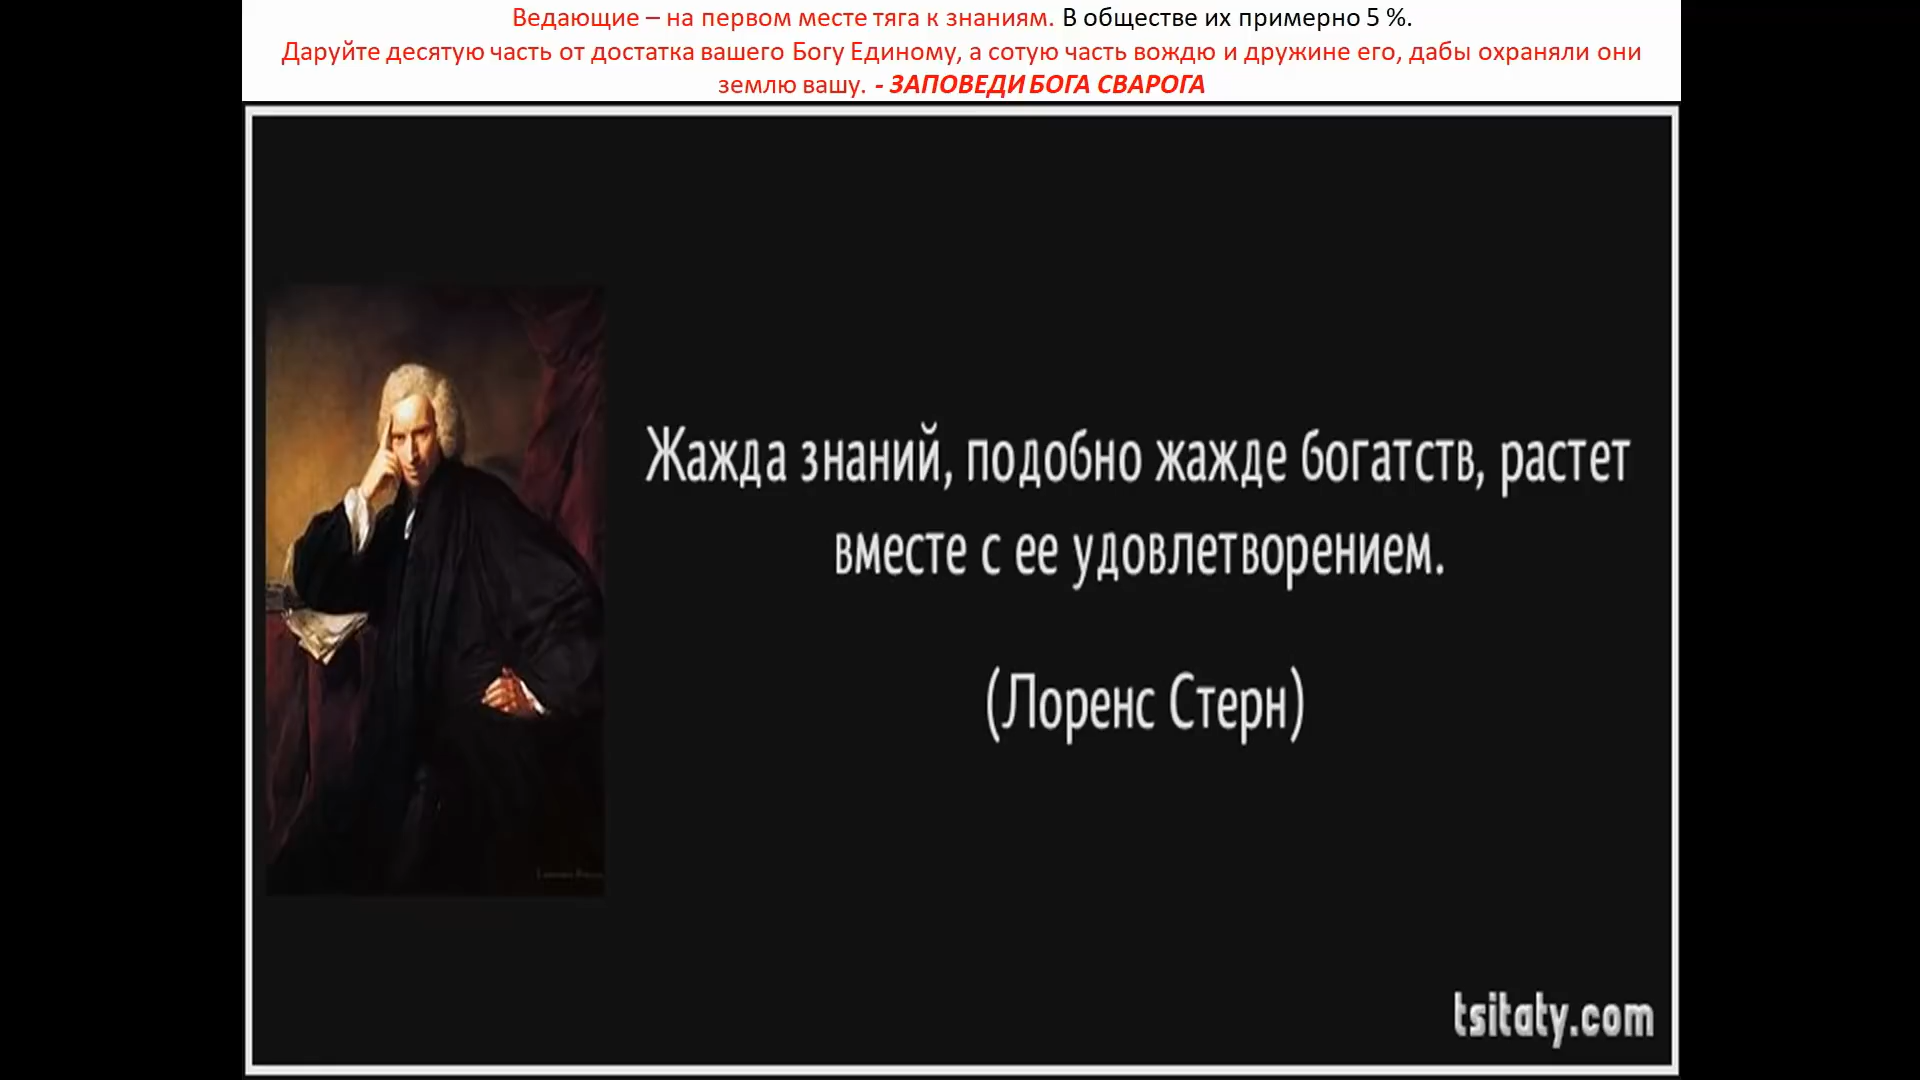 Ведающие – на первом месте тяга к знаниям. В обществе их примерно 5 %.
Даруйте десятую часть от достатка вашего Богу Единому, а сотую часть вождю и дружине его, дабы охраняли они
землю вашу. - ЗАПОВЕДИ БОГА СВАРОГА
Жажда знаний, подобно жажде богатств, растет
вместе с ее удовлетворением.
(Лоренс Стерн)
tsitaty.com